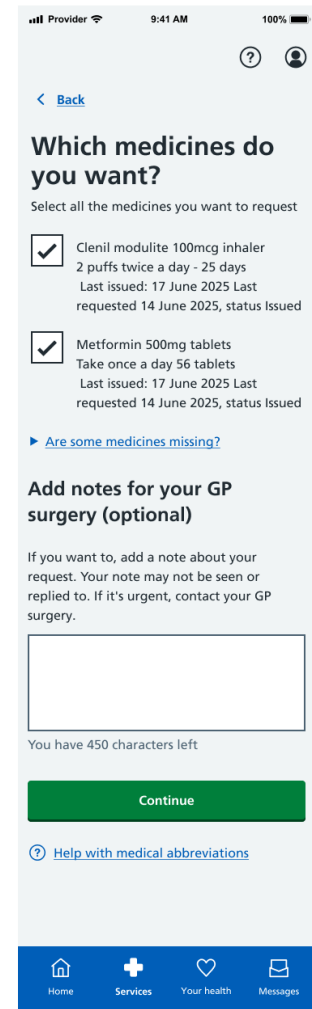 Provider 9:41 AM 100%
?
Back
Which medicines do
you want?
Select all the medicines you want to request
Clenil modulite 100mcg inhaler
2 puffs twice a day - 25 days
Last issued: 17 June 2025 Last
requested 14 June 2025, status Issued
Metformin 500mg tablets
Take once a day 56 tablets
Last issued: 17 June 2025 Last
requested 14 June 2025, status Issued
Are some medicines missing?
Add notes for your GP
surgery (optional)
If you want to, add a note about your
request. Your note may not be seen or
replied to. If it's urgent, contact your GP
surgery.
You have 450 characters left
Continue
? Help with medical abbreviations
Home Services Your health Messages